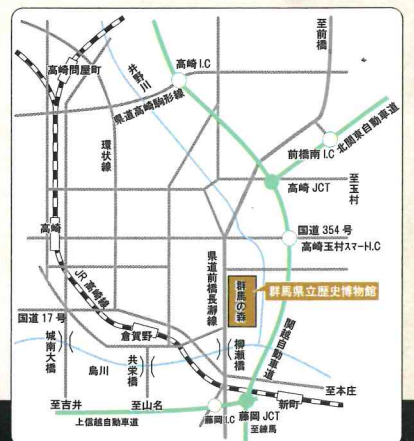 至前橋
高崎I.C
井野川
高崎問屋町
県道高崎駒形線
北関東自動車道
前橋南I.C
環状線
高崎JCT
至玉村
高崎
国道354号
高崎玉村スマートI.C
県道前橋長瀞線
群馬の森
群馬県立歴史博物館
JR高崎線
国道17号
倉賀野
関越自動車道
城南大橋
烏川
共栄橋
柳瀬橋
至本庄
新町
至吉井
至山名
藤岡I.C
藤岡JCT
至練馬
上信越自動車道